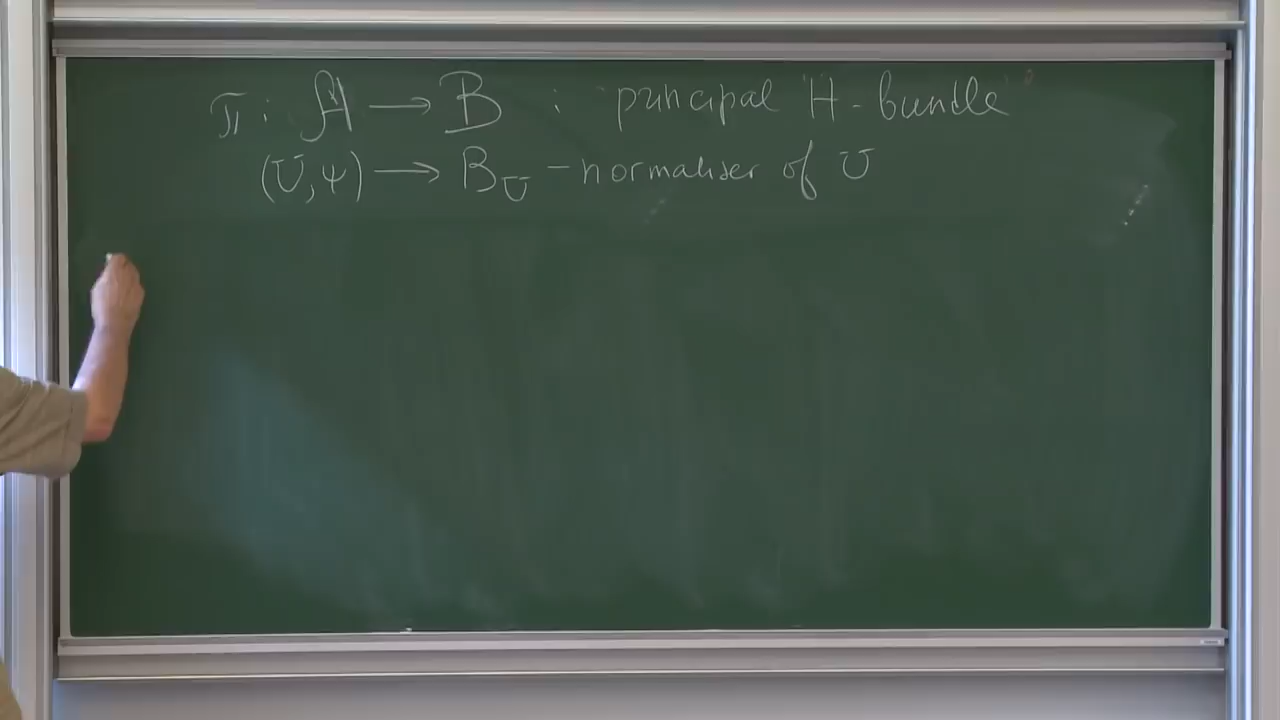 π : 𝒜 → B : principal H-bundle
(U, ψ) → B_U - normaliser of U